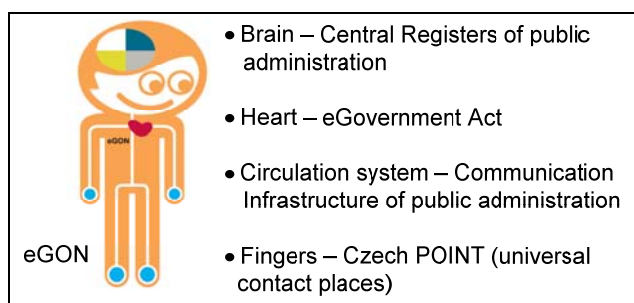 • Brain – Central Registers of public
administration
• Heart – eGovernment Act
eGON
• Circulation system – Communication
Infrastructure of public administration
• Fingers – Czech POINT (universal
contact places)
eGON